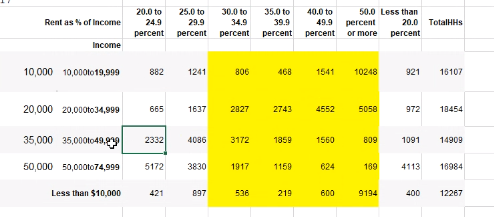 Rent as % of Income 20.0 to 24.9 percent 25.0 to 29.9 percent 30.0 to 34.9 percent 35.0 to 39.9 percent 40.0 to 49.9 percent 50.0 percent or more Less than 20.0 percent TotalHHs
Income
10,000 10,000to19,999 882 1241 806 468 1541 10248 921 16107
20,000 20,000to34,999 665 1637 2827 2743 4552 5058 972 18454
35,000 2332 4086 3172 1859 1560 809 1091 14909
50,000 50,000to74,999 5172 3830 1917 1159 624 169 4113 16984
Less than $10,000 421 897 536 219 600 9194 400 12267